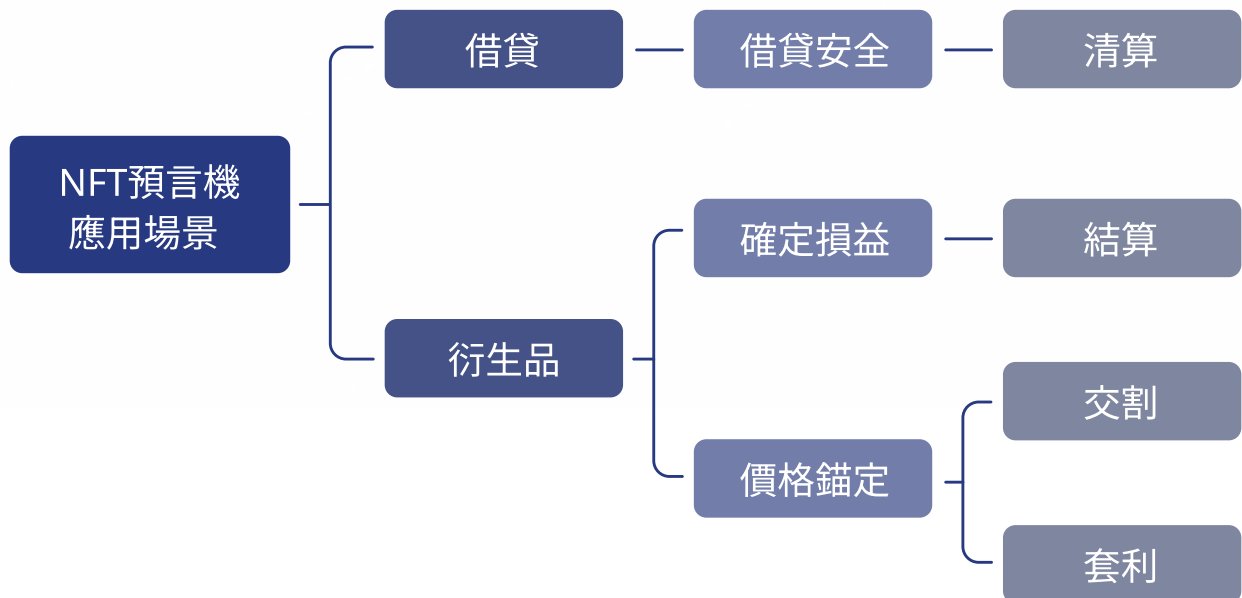 NFT預言機
應用場景
借貸
借貸安全
清算
衍生品
確定損益
結算
價格錨定
交割
套利